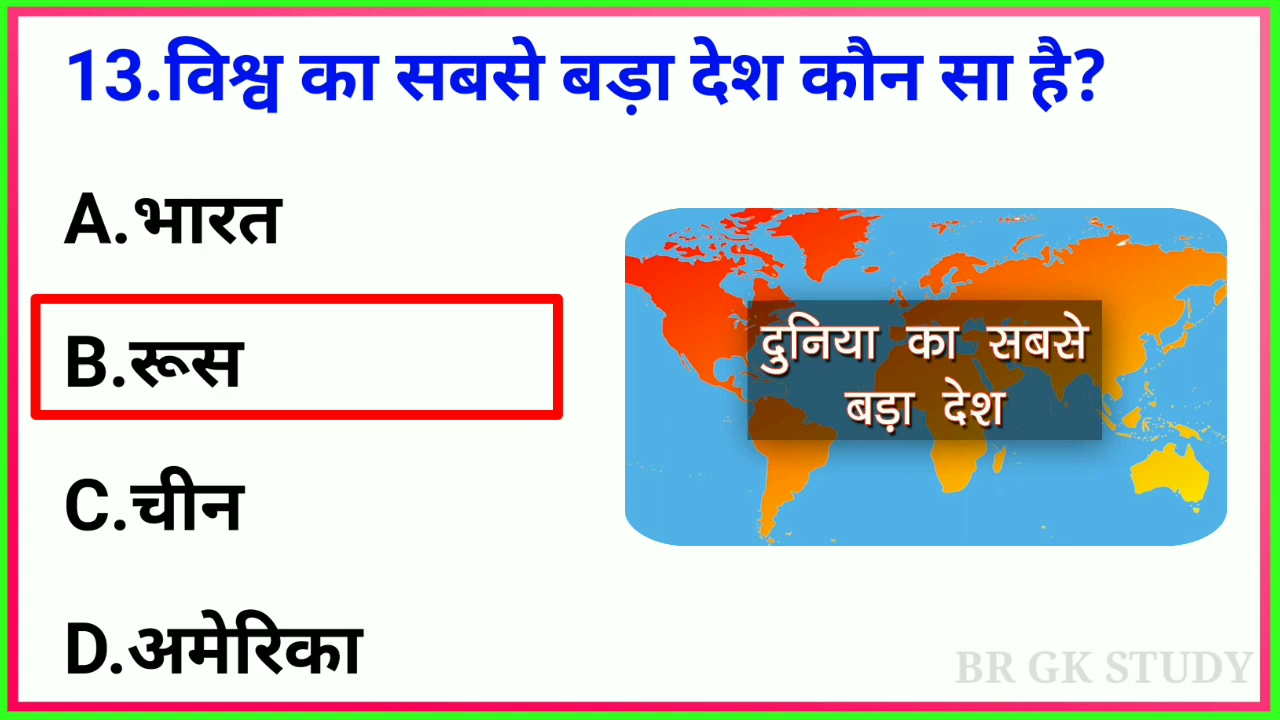 13.विश्व का सबसे बड़ा देश कौन सा है?
A.भारत
B.रूस
C.चीन
D.अमेरिका
दुनिया का सबसे
बड़ा देश
BR GK STUDY